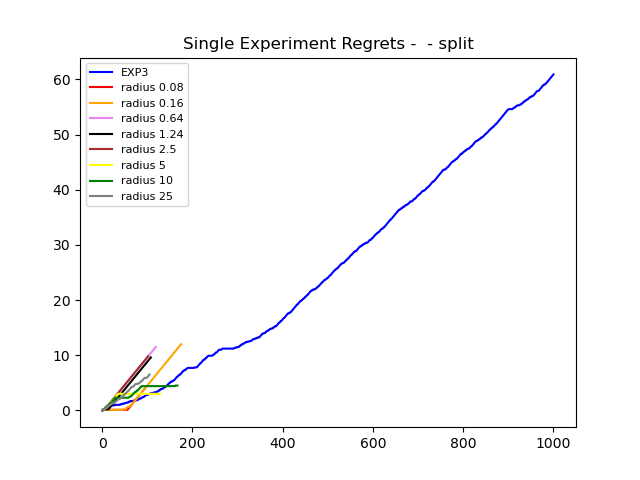 Single Experiment Regrets -  - split
EXP3
radius 0.08
radius 0.16
radius 0.64
radius 1.24
radius 2.5
radius 5
radius 10
radius 25
60
50
40
30
20
10
0
0 200 400 600 800 1000